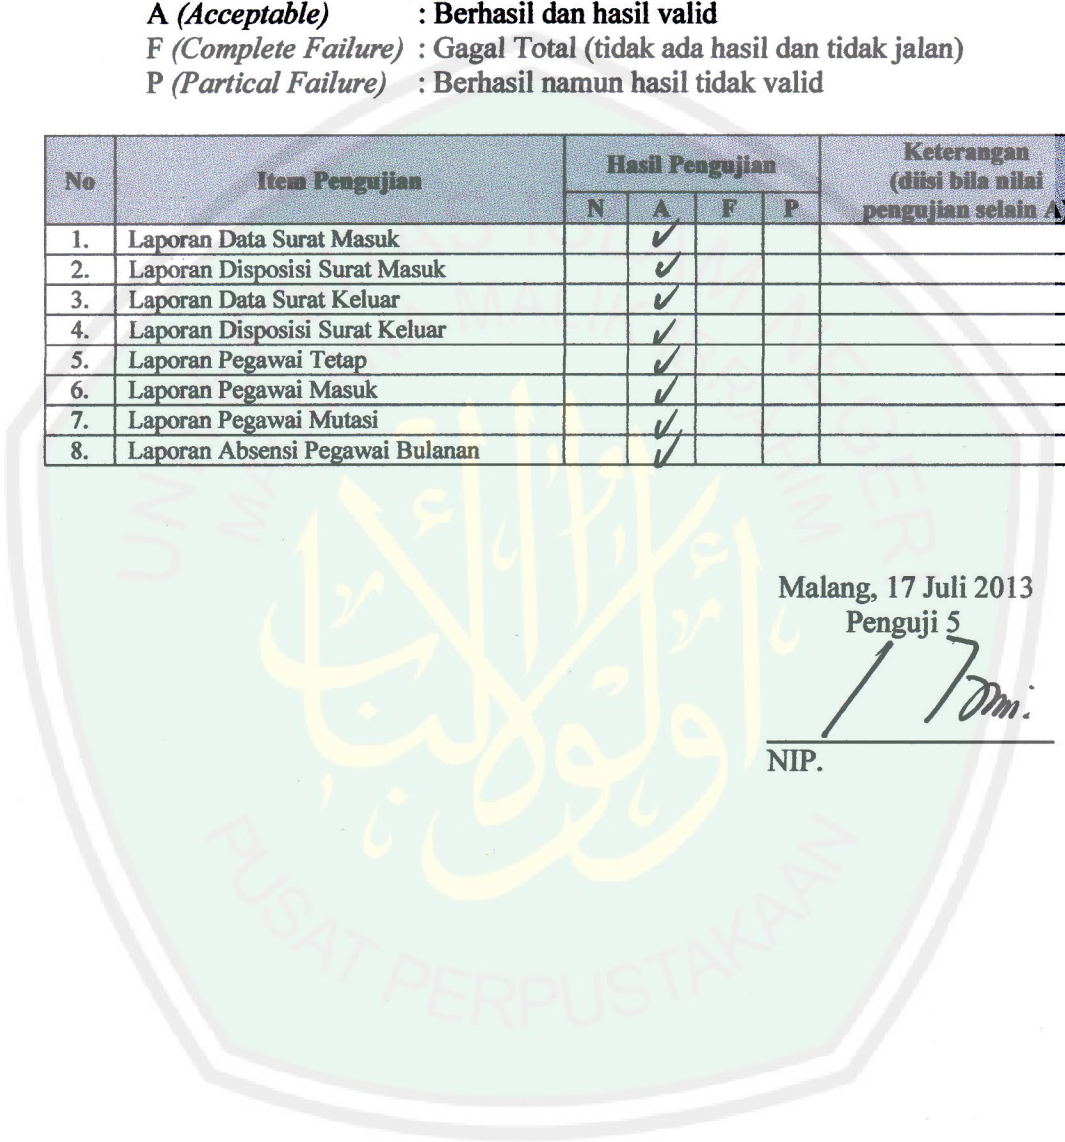 A (Acceptable) : Berhasil dan hasil valid
F (Complete Failure) : Gagal Total (tidak ada hasil dan tidak jalan)
P (Partical Failure) : Berhasil namun hasil tidak valid
No Item Pengujian Hasil Pengujian Keterangan (diisi bila nilai pengujian selain A)
N A F P
1. Laporan Data Surat Masuk ✓
2. Laporan Disposisi Surat Masuk ✓
3. Laporan Data Surat Keluar ✓
4. Laporan Disposisi Surat Keluar ✓
5. Laporan Pegawai Tetap ✓
6. Laporan Pegawai Masuk ✓
7. Laporan Pegawai Mutasi ✓
8. Laporan Absensi Pegawai Bulanan ✓
Malang, 17 Juli 2013
Penguji 5
NIP.
PUSAT PERPUSTAKAAN